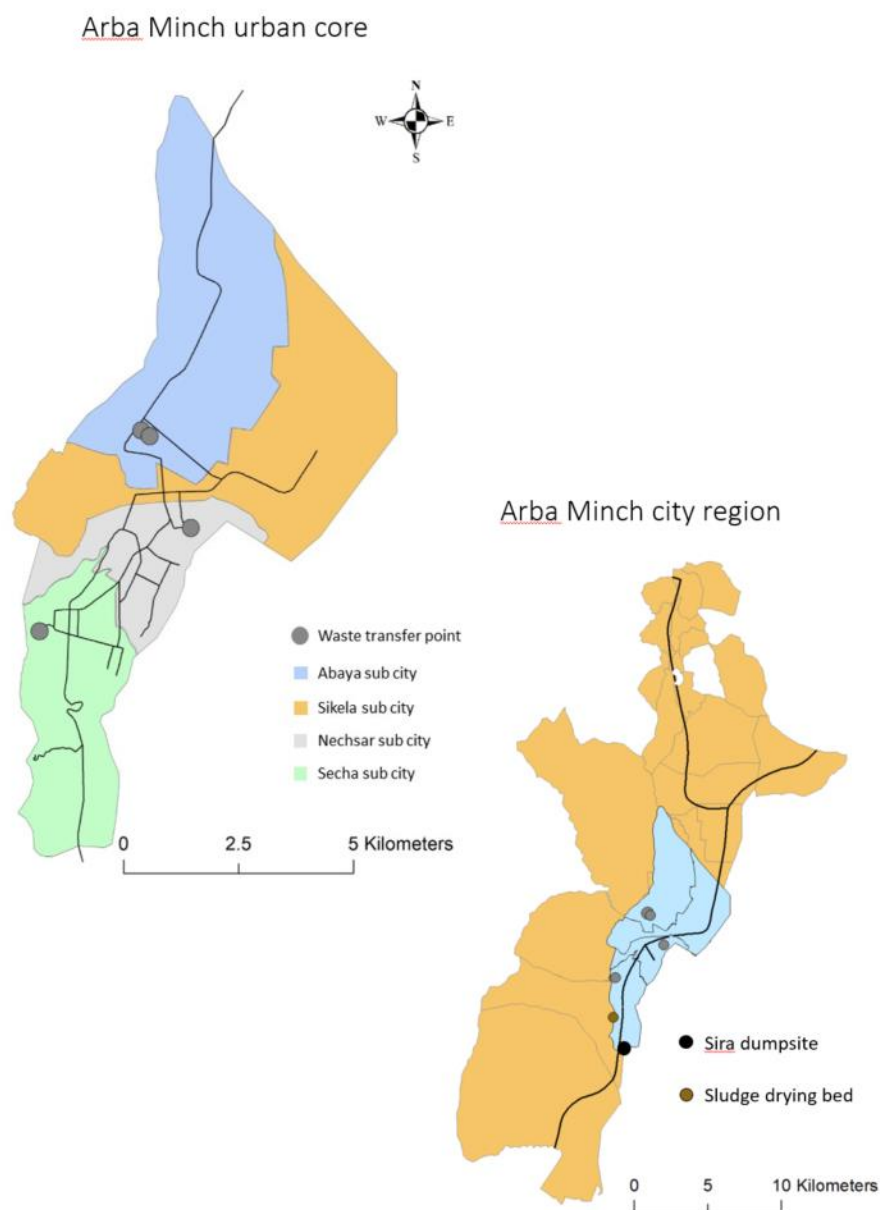 Arba Minch urban core
N
W E
S
Waste transfer point
Abaya sub city
Sikela sub city
Nechsar sub city
Secha sub city
0 2.5 5 Kilometers
Arba Minch city region
Sira dumpsite
Sludge drying bed
0 5 10 Kilometers